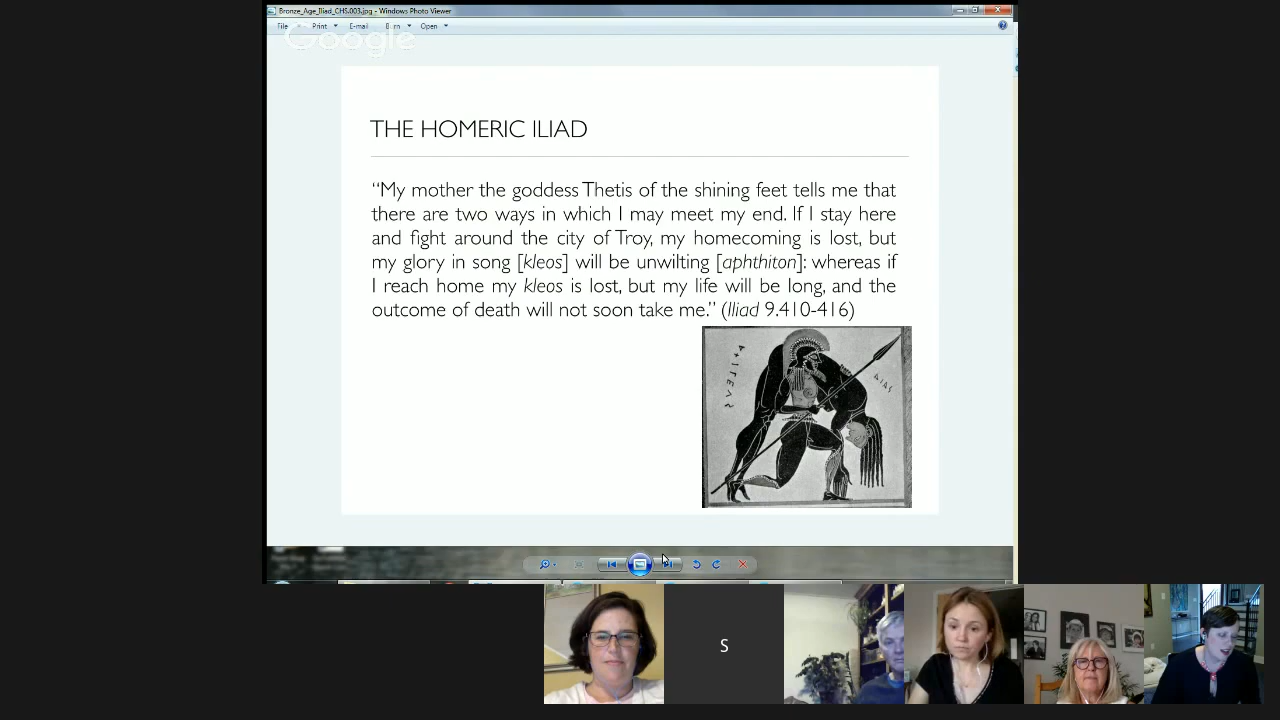 Bronze_Age_Iliad_CHS.003.jpg - Windows Photo Viewer
File Print E-mail Burn Open
Google
THE HOMERIC ILIAD
“My mother the goddess Thetis of the shining feet tells me that
there are two ways in which I may meet my end. If I stay here
and fight around the city of Troy, my homecoming is lost, but
my glory in song [kleos] will be unwilting [aphthiton]: whereas if
I reach home my kleos is lost, but my life will be long, and the
outcome of death will not soon take me.” (Iliad 9.410-416)
S